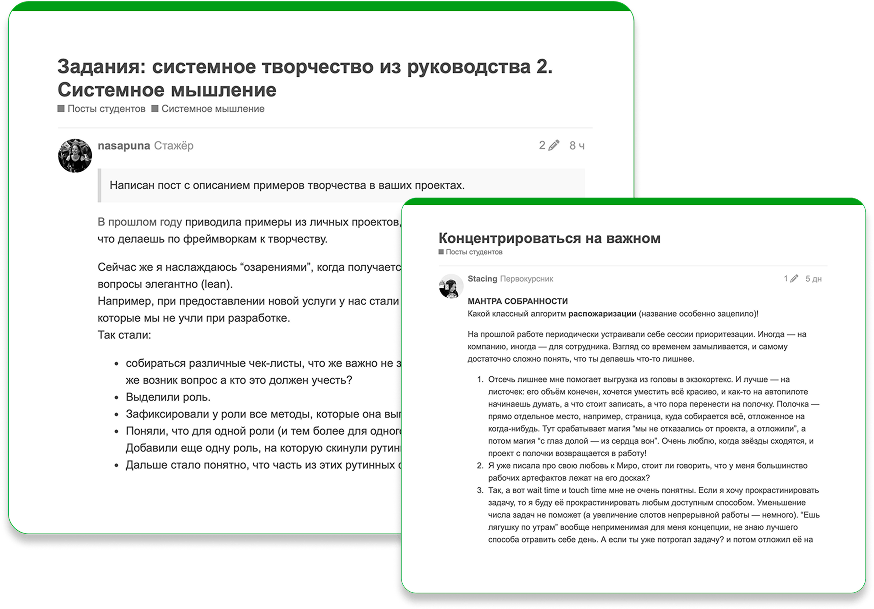 Задания: системное творчество из руководства 2.
Системное мышление
Посты студентов Системное мышление
nasapuna Стажёр
2 8 ч
Написан пост с описанием примеров творчества в ваших проектах.
В прошлом году приводила примеры из личных проектов,
что делаешь по фреймворкам к творчеству.
Сейчас же я наслаждаюсь “озарениями”, когда получается
вопросы элегантно (lean).
Например, при предоставлении новой услуги у нас стали
которые мы не учли при разработке.
Так стали:
• собираться различные чек-листы, что же важно не з
же возник вопрос а кто это должен учесть?
• Выделили роль.
• Зафиксировали у роли все методы, которые она вып
• Поняли, что для одной роли (и тем более для одного
Добавили еще одну роль, на которую скинули рутин
• Дальше стало понятно, что часть из этих рутинных
Концентрироваться на важном
Посты студентов
Stacing Первокурсник
1 5 дн
МАНТРА СОБРАННОСТИ
Какой классный алгоритм распожаризации (название особенно зацепило)!
На прошлой работе периодически устраивали себе сессии приоритезации. Иногда — на
компанию, иногда — для сотрудника. Взгляд со временем замыливается, и самому
достаточно сложно понять, что ты делаешь что-то лишнее.
1. Отсечь лишнее мне помогает выгрузка из головы в экзокортекс. И лучше — на
листочек: его объём конечен, хочется уместить всё красиво, и как-то на автопилоте
начинаешь думать, а что стоит записать, а что пора перенести на полочку. Полочка —
прямо отдельное место, например, страница, куда собирается всё, отложенное на
когда-нибудь. Тут срабатывает магия “мы не отказались от проекта, а отложили”, а
потом магия “с глаз долой — из сердца вон”. Очень люблю, когда звёзды сходятся, и
проект с полочки возвращается в работу!
2. Я уже писала про свою любовь к Миро, стоит ли говорить, что у меня большинство
рабочих артефактов лежат на его досках?
3. Так, а вот wait time и touch time мне не очень понятны. Если я хочу прокрастинировать
задачу, то я буду её прокрастинировать любым доступным способом. Уменьшение
числа задач не поможет (а увеличение слотов непрерывной работы — немного). “Ешь
лягушку по утрам” вообще неприменимая для меня концепции, не знаю лучшего
способа отравить себе день. А если ты уже потрогал задачу? и потом отложил её на